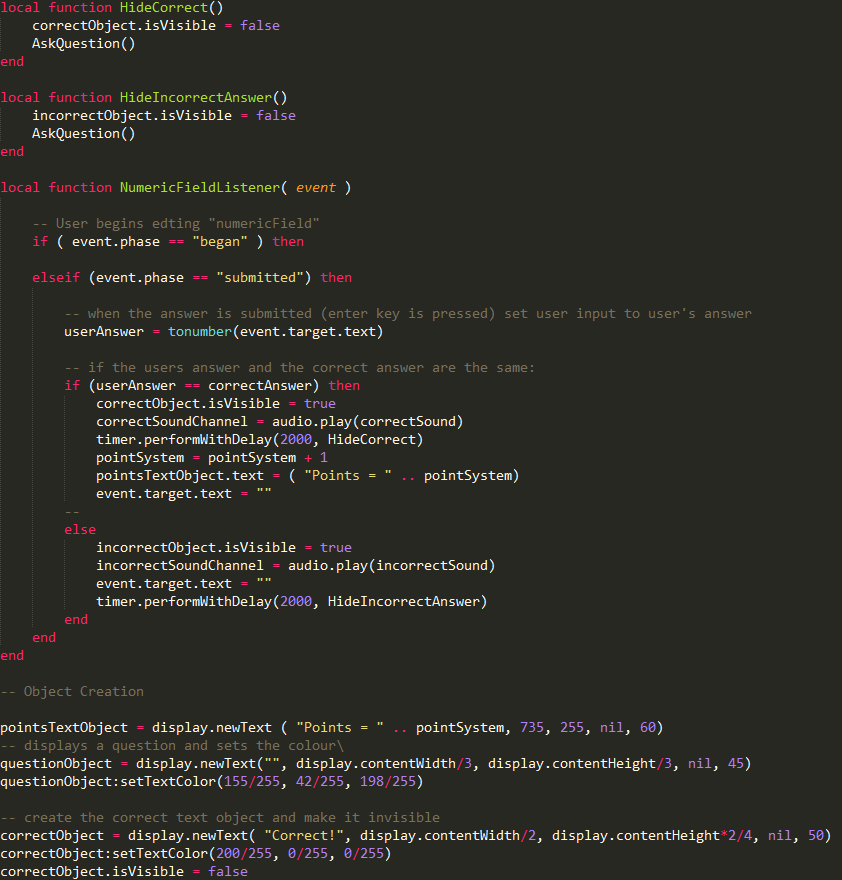 local function HideCorrect()
    correctObject.isVisible = false
    AskQuestion()
end

local function HideIncorrectAnswer()
    incorrectObject.isVisible = false
    AskQuestion()
end

local function NumericFieldListener( event )

    -- User begins edting "numericField"
    if ( event.phase == "began" ) then

    elseif (event.phase == "submitted") then

        -- when the answer is submitted (enter key is pressed) set user input to user's answer
        userAnswer = tonumber(event.target.text)

        -- if the users answer and the correct answer are the same:
        if (userAnswer == correctAnswer) then
            correctObject.isVisible = true
            correctSoundChannel = audio.play(correctSound)
            timer.performWithDelay(2000, HideCorrect)
            pointSystem = pointSystem + 1
            pointsTextObject.text = ( "Points = " .. pointSystem)
            event.target.text = ""
        --
        else
            incorrectObject.isVisible = true
            incorrectSoundChannel = audio.play(incorrectSound)
            event.target.text = ""
            timer.performWithDelay(2000, HideIncorrectAnswer)
        end
    end
end

-- Object Creation

pointsTextObject = display.newText ( "Points = " .. pointSystem, 735, 255, nil, 60)
-- displays a question and sets the colour\
questionObject = display.newText("", display.contentWidth/3, display.contentHeight/3, nil, 45)
questionObject:setTextColor(155/255, 42/255, 198/255)

-- create the correct text object and make it invisible
correctObject = display.newText( "Correct!", display.contentWidth/2, display.contentHeight*2/4, nil, 50)
correctObject:setTextColor(200/255, 0/255, 0/255)
correctObject.isVisible = false